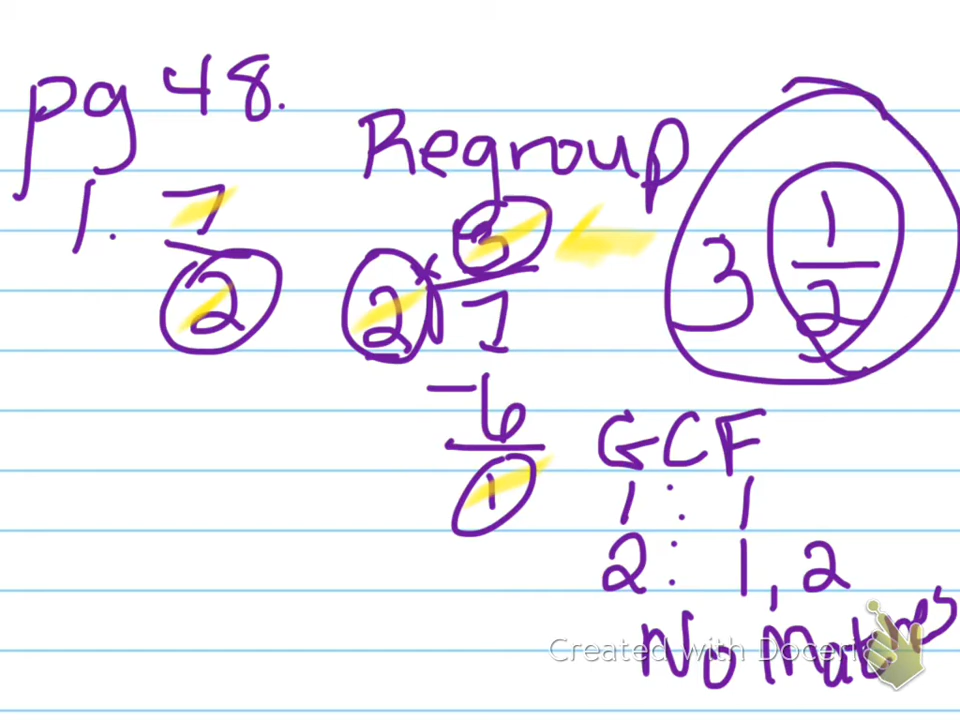 pg 48.
Regroup
1. 7/2
3
2)7
-6
1
3 1/2
GCF
1 : 1
2 : 1, 2
No Matches
Created with Doceri